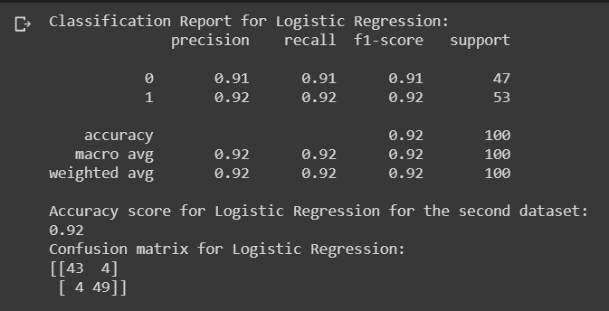 Classification Report for Logistic Regression:
precision recall f1-score support
0 0.91 0.91 0.91 47
1 0.92 0.92 0.92 53
accuracy 0.92 100
macro avg 0.92 0.92 0.92 100
weighted avg 0.92 0.92 0.92 100
Accuracy score for Logistic Regression for the second dataset:
0.92
Confusion matrix for Logistic Regression:
[[43 4]
[ 4 49]]